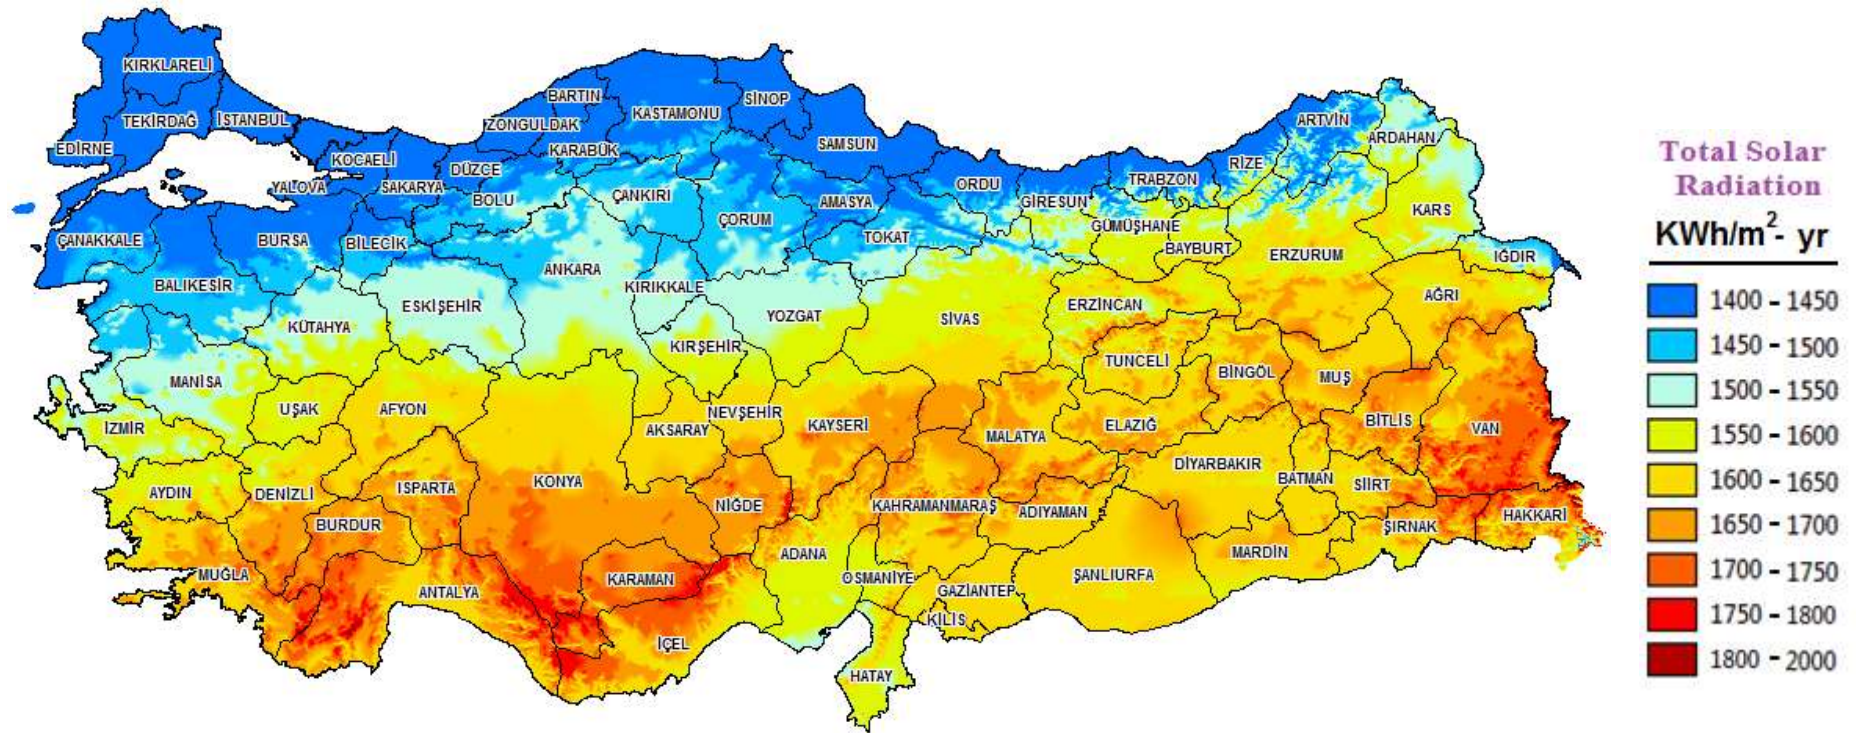 KIRKLARELİ
TEKİRDAĞ
İSTANBUL
EDİRNE
KOCAELİ
YALOVA
SAKARYA
DÜZCE
ZONGULDAK
BARTIN
KARABÜK
KASTAMONU
SİNOP
SAMSUN
BOLU
ÇANKIRI
ÇORUM
AMASYA
TOKAT
ORDU
GİRESUN
TRABZON
RİZE
ARTVİN
ARDAHAN
KARS
GÜMÜŞHANE
BAYBURT
ERZURUM
IĞDIR
AĞRI
ÇANAKKALE
BURSA
BİLECİK
BALIKESİR
KÜTAHYA
ESKİŞEHİR
ANKARA
KIRIKKALE
YOZGAT
KIRŞEHİR
SİVAS
ERZİNCAN
TUNCELİ
BİNGÖL
MUŞ
BİTLİS
VAN
MANİSA
İZMİR
UŞAK
AFYON
AKSARAY
NEVŞEHİR
KAYSERİ
MALATYA
ELAZIĞ
DİYARBAKIR
BATMAN
SİİRT
ŞIRNAK
HAKKARİ
AYDIN
DENİZLİ
ISPARTA
BURDUR
KONYA
NİĞDE
KAHRAMANMARAŞ
ADIYAMAN
MARDİN
MUĞLA
ANTALYA
KARAMAN
İÇEL
ADANA
OSMANİYE
GAZİANTEP
KİLİS
ŞANLIURFA
HATAY
Total Solar
Radiation
KWh/m²- yr
1400 - 1450
1450 - 1500
1500 - 1550
1550 - 1600
1600 - 1650
1650 - 1700
1700 - 1750
1750 - 1800
1800 - 2000